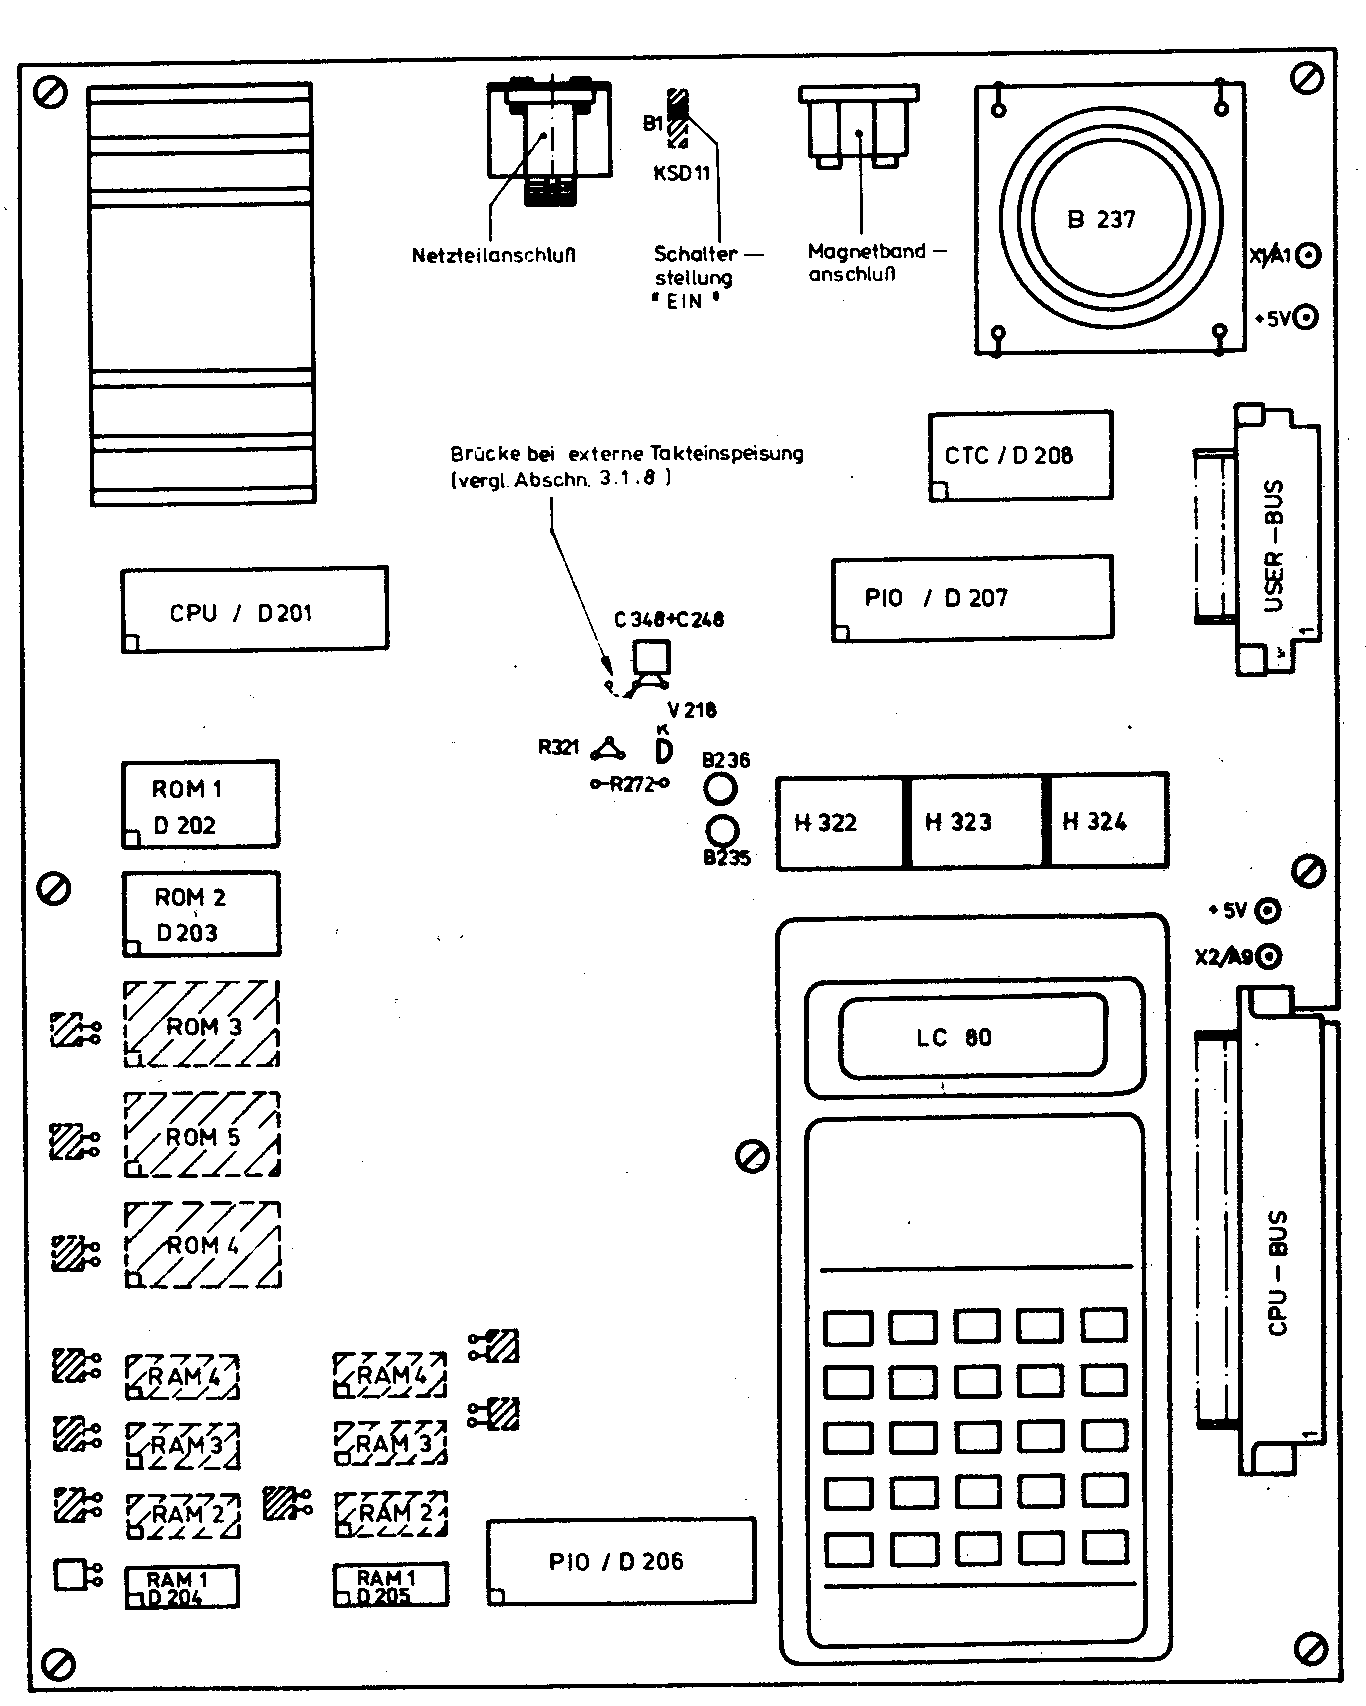 B1
KSD11
B 237
Netzteilanschluß
Schalter —
stellung
" EIN "
Magnetband —
anschluß
X1/A1
+5V
Brücke bei externe Takteinspeisung
(vergl. Abschn. 3.1.8 )
CTC / D 208
USER – BUS
1
CPU / D 201
PIO / D 207
C 348+C 248
V 218
K
R321
R272
B236
B235
ROM 1
D 202
H 322
H 323
H 324
ROM 2
D 203
+ 5V
X2/A9
ROM 3
LC 80
ROM 5
ROM 4
CPU – BUS
1
RAM 4
RAM 4
RAM 3
RAM 3
RAM 2
RAM 2
RAM 1
D 204
RAM 1
D 205
PIO / D 206